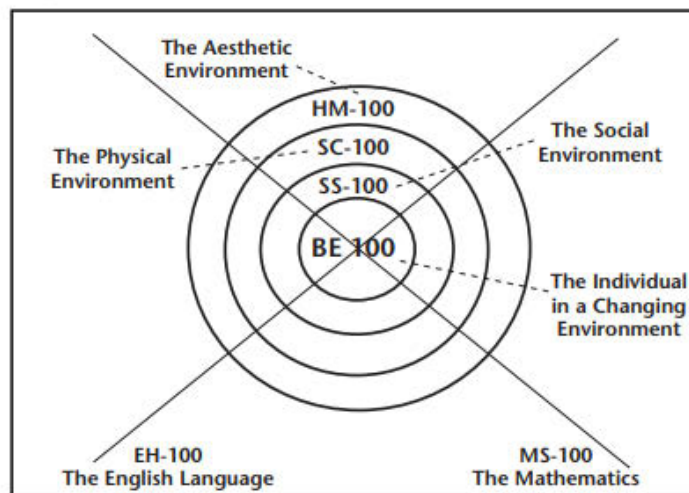 The Aesthetic
Environment
HM-100
The Physical
Environment
SC-100
The Social
Environment
SS-100
BE 100
The Individual
in a Changing
Environment
EH-100
The English Language
MS-100
The Mathematics